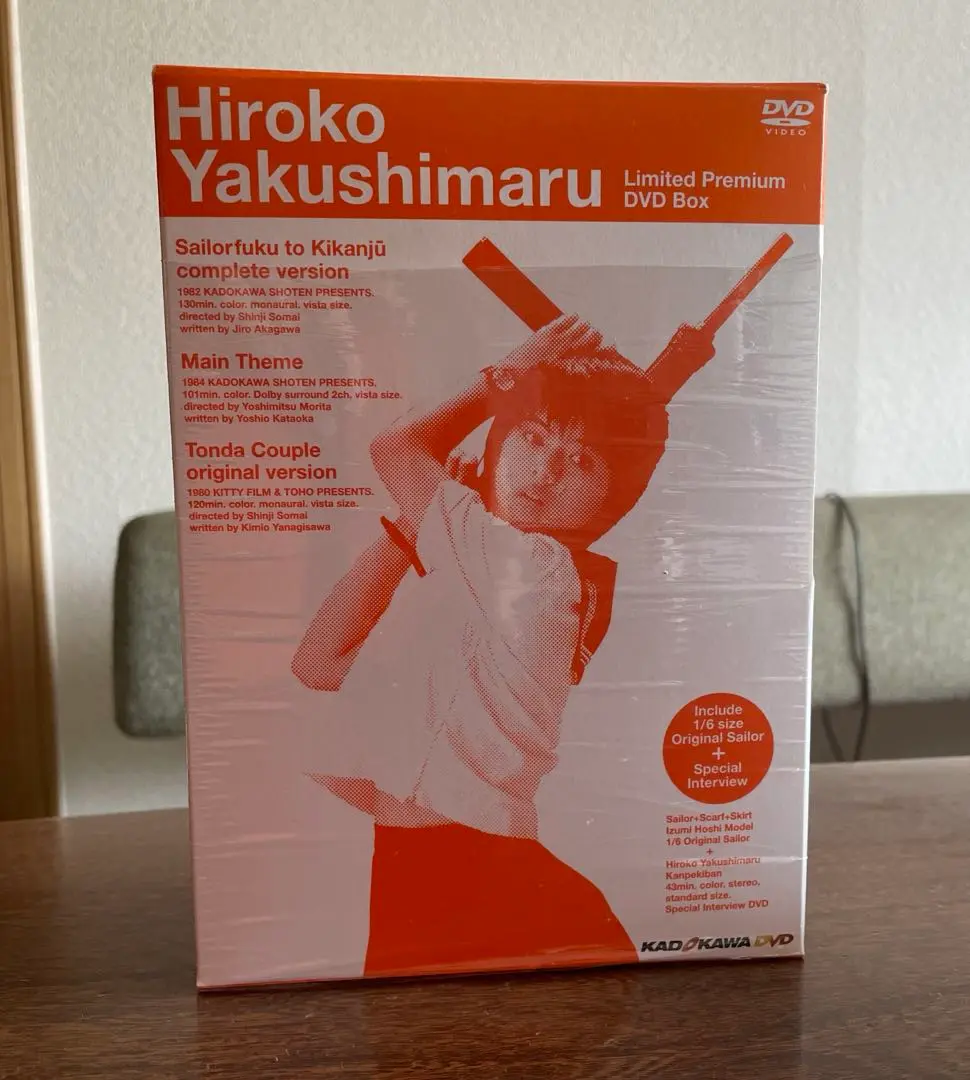 Hiroko
Yakushimaru
Limited Premium
DVD Box
DVD
VIDEO
Sailorfuku to Kikanjū
complete version
1982 KADOKAWA SHOTEN PRESENTS.
130min. color. monaural. vista size.
directed by Shinji Somai
written by Jiro Akagawa
Main Theme
1984 KADOKAWA SHOTEN PRESENTS.
101min. color. Dolby surround 2ch. vista size.
directed by Yoshimitsu Morita
written by Yoshio Kataoka
Tonda Couple
original version
1980 KITTY FILM & TOHO PRESENTS.
120min. color. monaural. vista size.
directed by Shinji Somai
written by Kimio Yanagisawa
Include
1/6 size
Original Sailor
+
Special
Interview
Sailor+Scarf+Skirt
Izumi Hoshi Model
1/6 Original Sailor
+
Hiroko Yakushimaru
Kanpekiban
43min. color. stereo,
standard size.
Special Interview DVD
KADOKAWA DVD